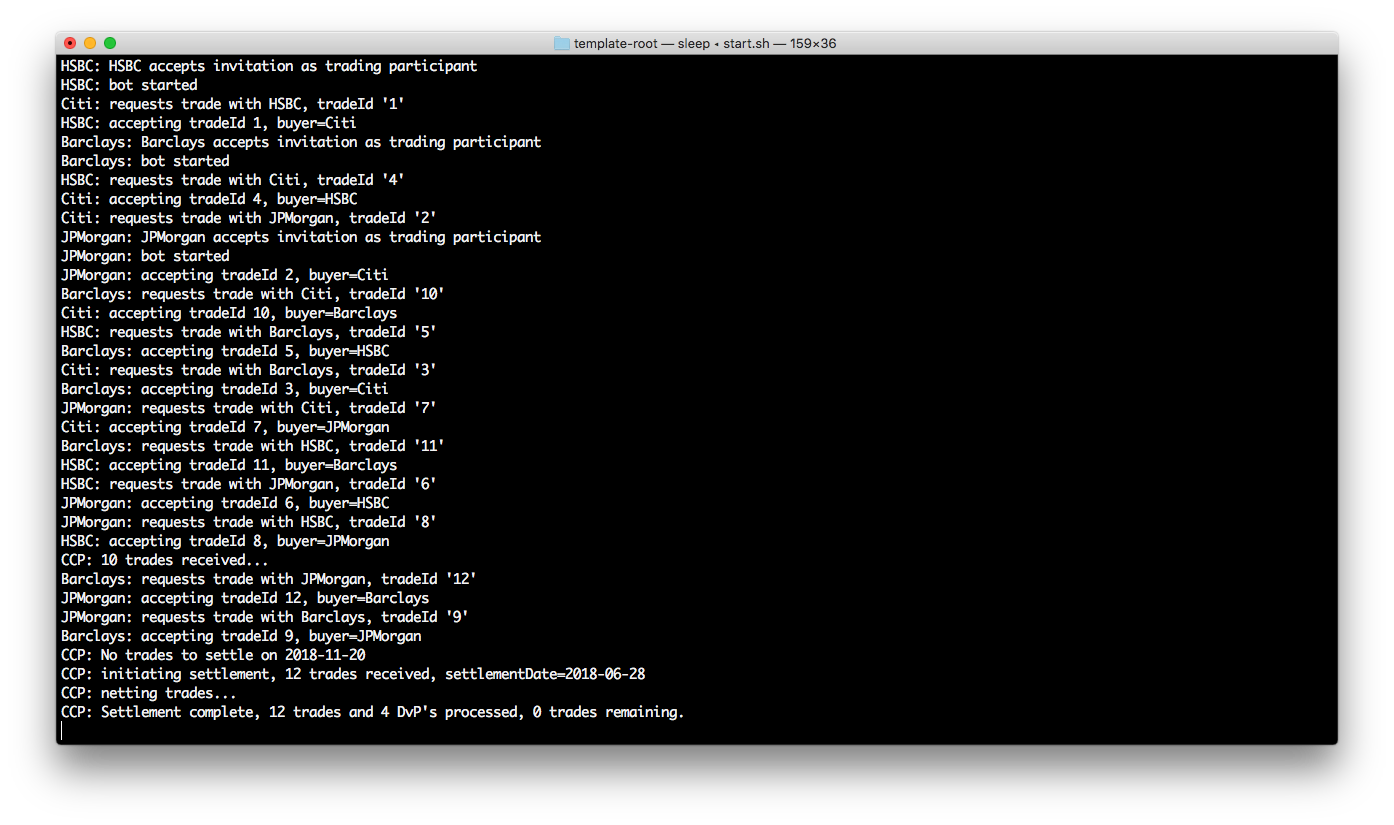 template-root — sleep ◂ start.sh — 159×36
HSBC: HSBC accepts invitation as trading participant
HSBC: bot started
Citi: requests trade with HSBC, tradeId '1'
HSBC: accepting tradeId 1, buyer=Citi
Barclays: Barclays accepts invitation as trading participant
Barclays: bot started
HSBC: requests trade with Citi, tradeId '4'
Citi: accepting tradeId 4, buyer=HSBC
Citi: requests trade with JPMorgan, tradeId '2'
JPMorgan: JPMorgan accepts invitation as trading participant
JPMorgan: bot started
JPMorgan: accepting tradeId 2, buyer=Citi
Barclays: requests trade with Citi, tradeId '10'
Citi: accepting tradeId 10, buyer=Barclays
HSBC: requests trade with Barclays, tradeId '5'
Barclays: accepting tradeId 5, buyer=HSBC
Citi: requests trade with Barclays, tradeId '3'
Barclays: accepting tradeId 3, buyer=Citi
JPMorgan: requests trade with Citi, tradeId '7'
Citi: accepting tradeId 7, buyer=JPMorgan
Barclays: requests trade with HSBC, tradeId '11'
HSBC: accepting tradeId 11, buyer=Barclays
HSBC: requests trade with JPMorgan, tradeId '6'
JPMorgan: accepting tradeId 6, buyer=HSBC
JPMorgan: requests trade with HSBC, tradeId '8'
HSBC: accepting tradeId 8, buyer=JPMorgan
CCP: 10 trades received...
Barclays: requests trade with JPMorgan, tradeId '12'
JPMorgan: accepting tradeId 12, buyer=Barclays
JPMorgan: requests trade with Barclays, tradeId '9'
Barclays: accepting tradeId 9, buyer=JPMorgan
CCP: No trades to settle on 2018-11-20
CCP: initiating settlement, 12 trades received, settlementDate=2018-06-28
CCP: netting trades...
CCP: Settlement complete, 12 trades and 4 DvP's processed, 0 trades remaining.